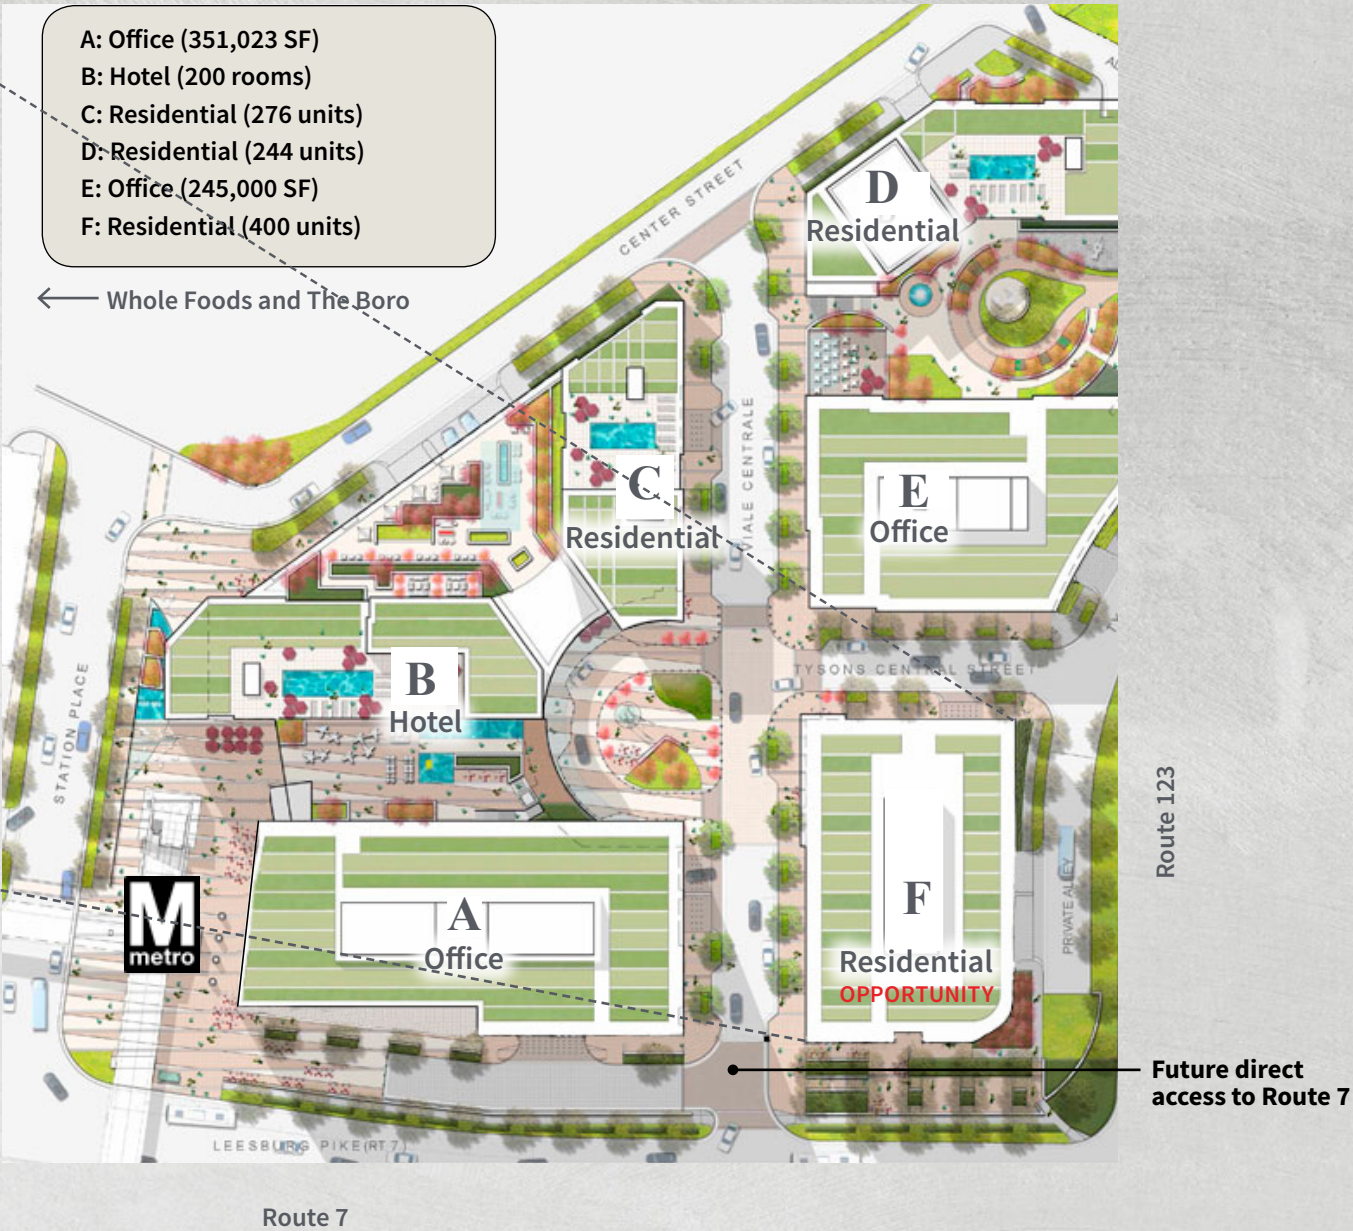 A: Office (351,023 SF)
B: Hotel (200 rooms)
C: Residential (276 units)
D: Residential (244 units)
E: Office (245,000 SF)
F: Residential (400 units)
Whole Foods and The Boro
CENTER STREET
D
Residential
C
Residential
VIALE CENTRALE
E
Office
TYSONS CENTRAL STREET
B
Hotel
STATION PLACE
M
metro
A
Office
F
Residential
OPPORTUNITY
PRIVATE ALLEY
Route 123
Future direct
access to Route 7
LEESBURG PIKE(RT 7)
Route 7